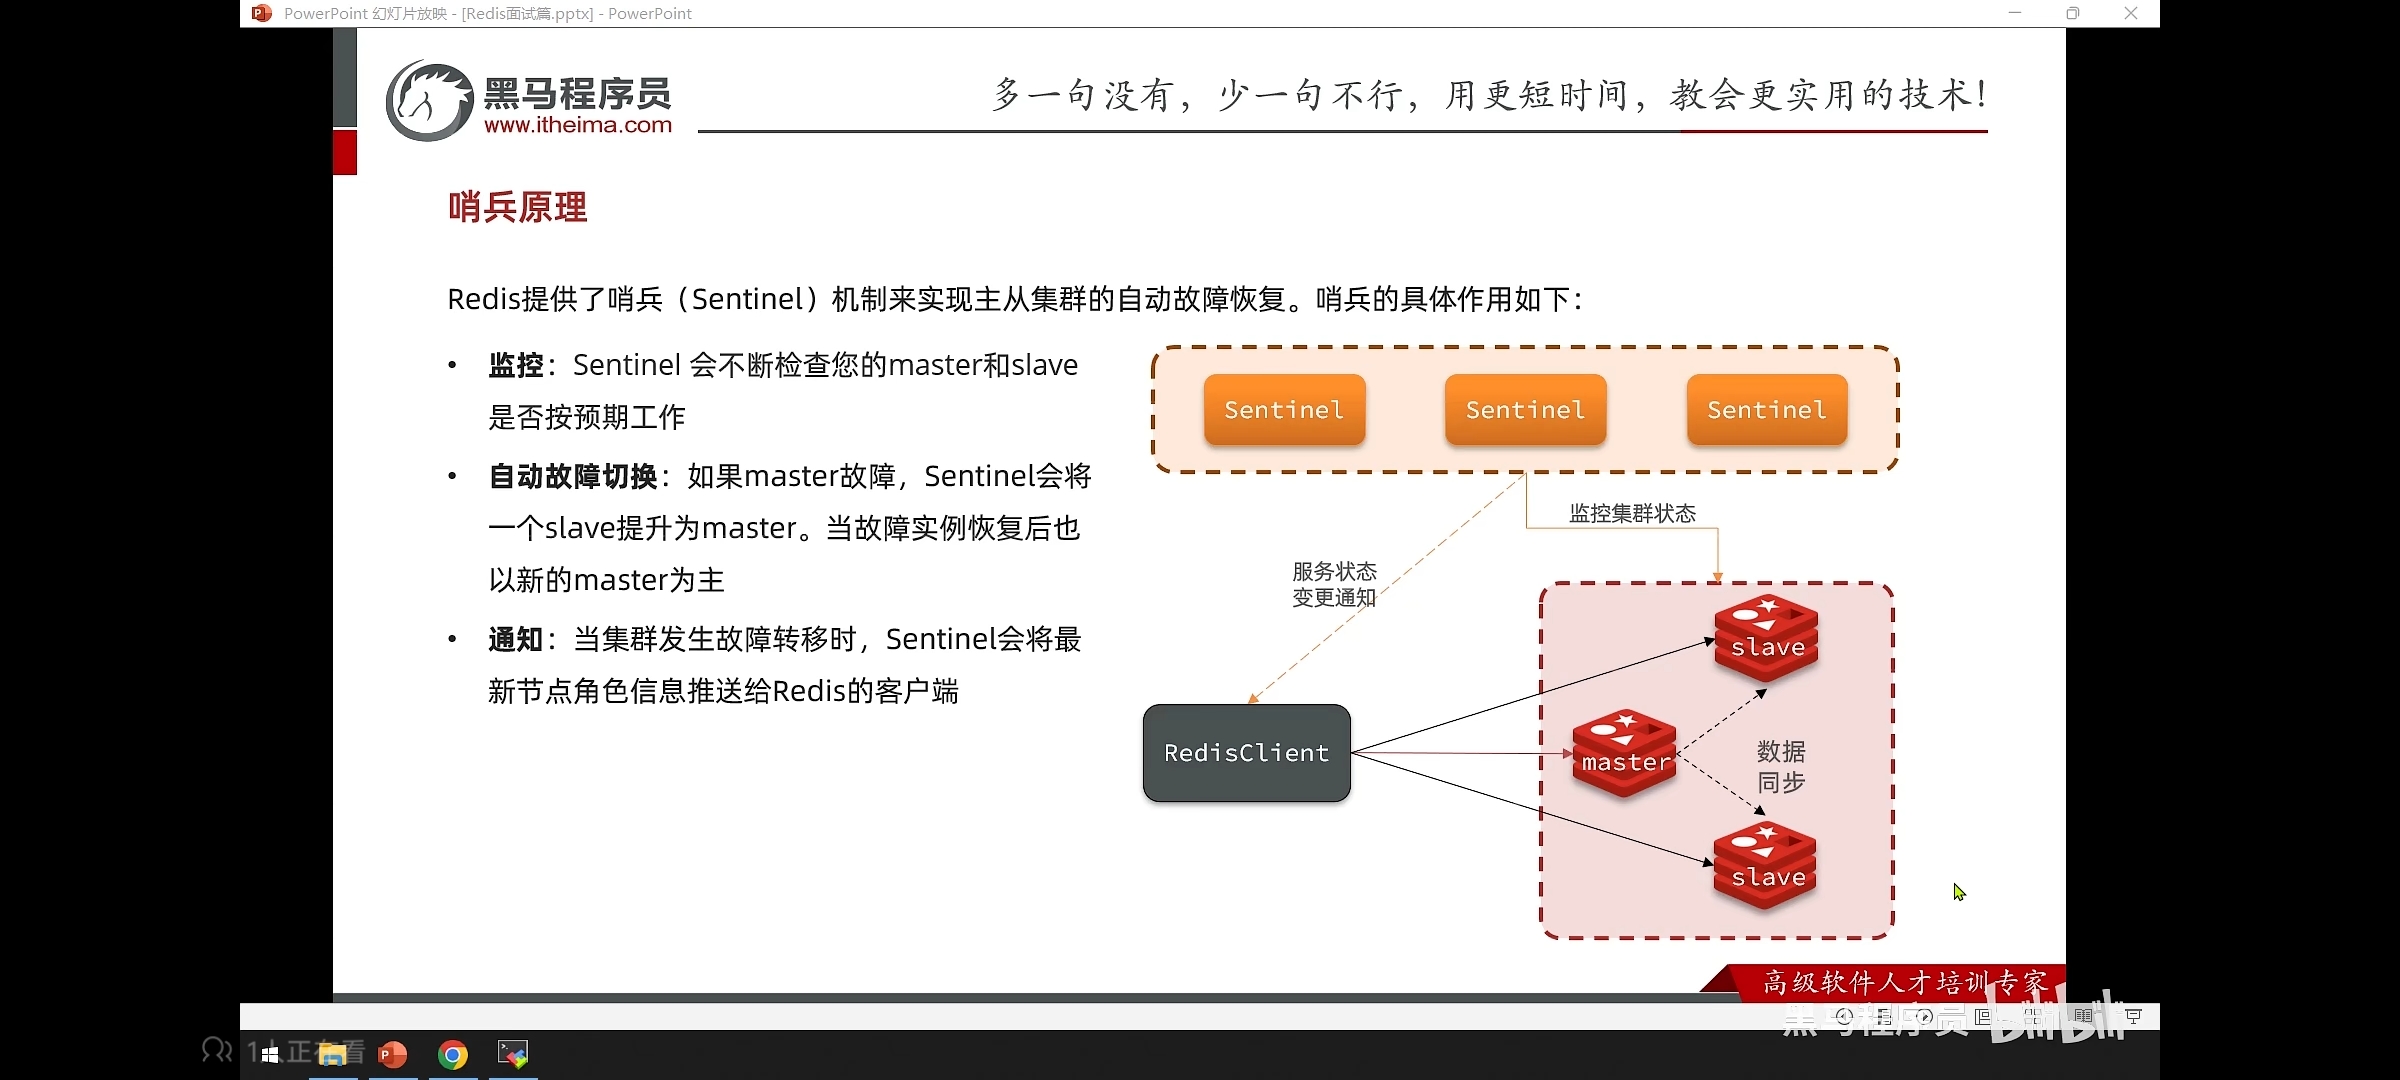 PowerPoint 幻灯片放映 - [Redis面试篇.pptx] - PowerPoint
黑马程序员
www.itheima.com
多一句没有，少一句不行，用更短时间，教会更实用的技术！
哨兵原理
Redis提供了哨兵（Sentinel）机制来实现主从集群的自动故障恢复。哨兵的具体作用如下：
• 监控：Sentinel 会不断检查您的master和slave
是否按预期工作
• 自动故障切换：如果master故障，Sentinel会将
一个slave提升为master。当故障实例恢复后也
以新的master为主
• 通知：当集群发生故障转移时，Sentinel会将最
新节点角色信息推送给Redis的客户端
Sentinel
Sentinel
Sentinel
监控集群状态
服务状态
变更通知
slave
RedisClient
master
数据
同步
slave
高级软件人才培训专家
黑马程序员 bilibili
1人正在看